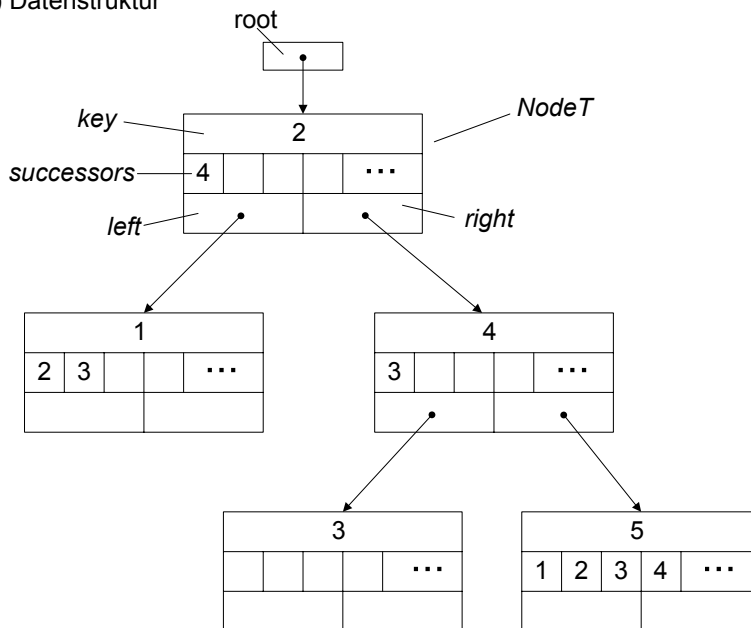 ) Datenstruktur
root
key
NodeT
2
successors
4 ...
left
right
1
2 3 ...
4
3 ...
3
...
5
1 2 3 4 ...